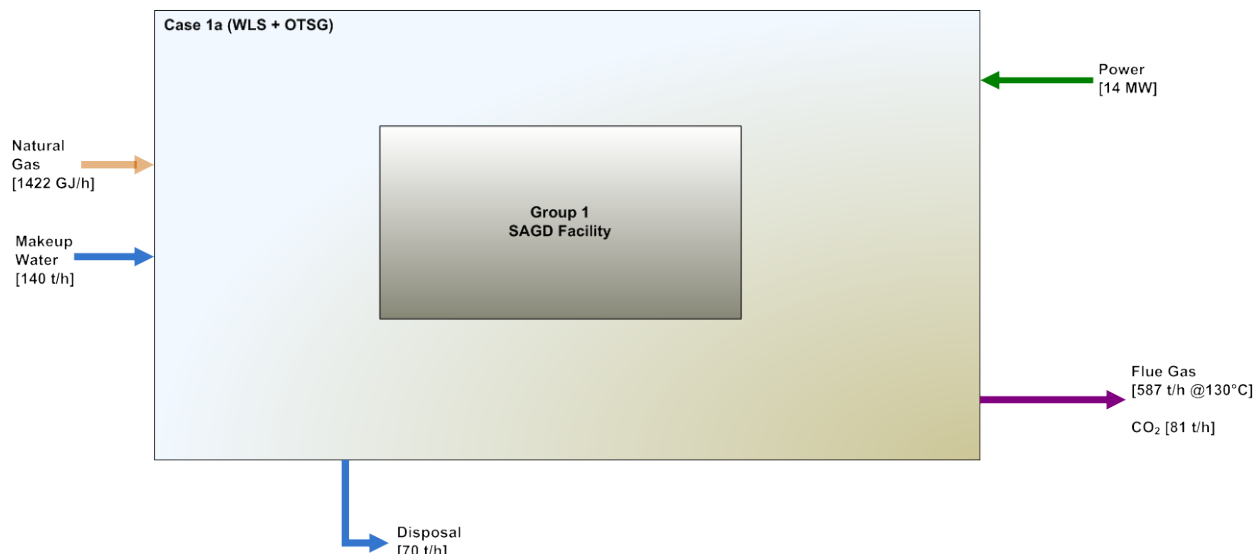 Case 1a (WLS + OTSG)
Power
[14 MW]
Natural
Gas
[1422 GJ/h]
Group 1
SAGD Facility
Makeup
Water
[140 t/h]
Flue Gas
[587 t/h @130°C]
CO₂ [81 t/h]
Disposal
[70 t/h]